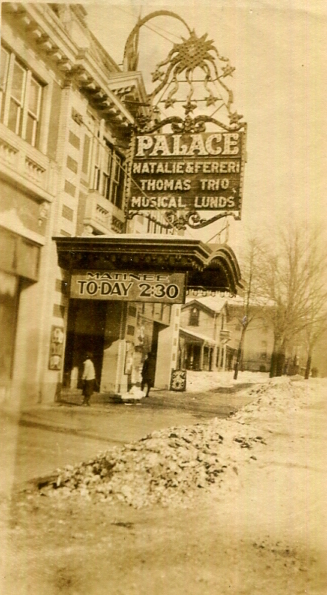 PALACE
NATALIE & FERERI
THOMAS TRIO
MUSICAL LUNDS
MATINEE
TO-DAY 2:30